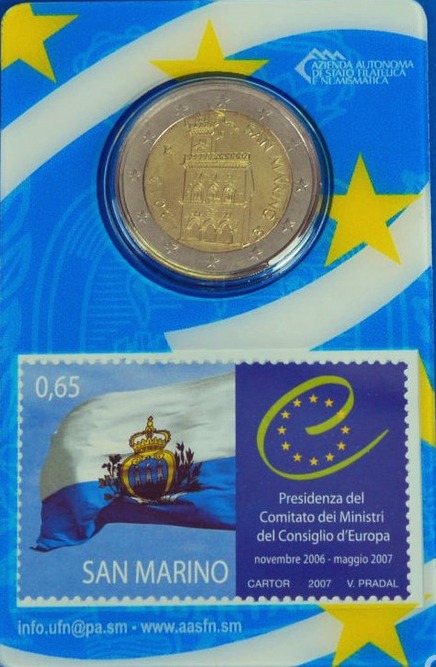 AZIENDA AUTONOMA
DI STATO FILATELICA
E NUMISMATICA
SAN MARINO
0,65
Presidenza del
Comitato dei Ministri
del Consiglio d'Europa
novembre 2006 - maggio 2007
SAN MARINO
CARTOR 2007 V. PRADAL
info.ufn@pa.sm - www.aasfn.sm